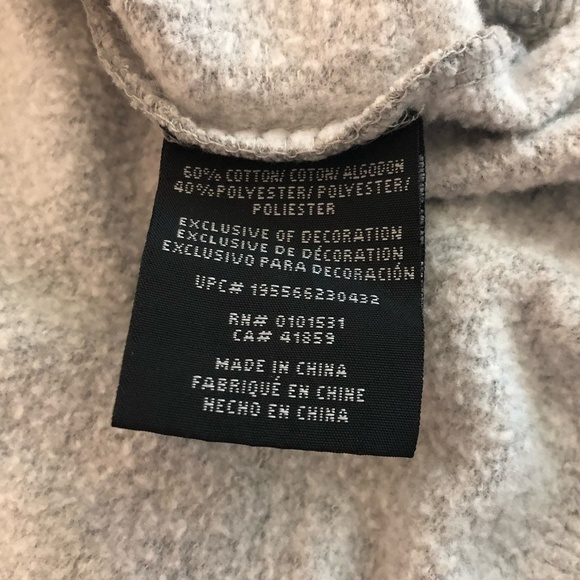 60% COTTON/ COTON/ ALGODON
40% POLYESTER/ POLYESTER/
POLIESTER
EXCLUSIVE OF DECORATION
EXCLUSIVE DE DÉCORATION
EXCLUSIVO PARA DECORACIÓN
UPC# 195566230432
RN# 0101531
CA# 41859
MADE IN CHINA
FABRIQUÉ EN CHINE
HECHO EN CHINA